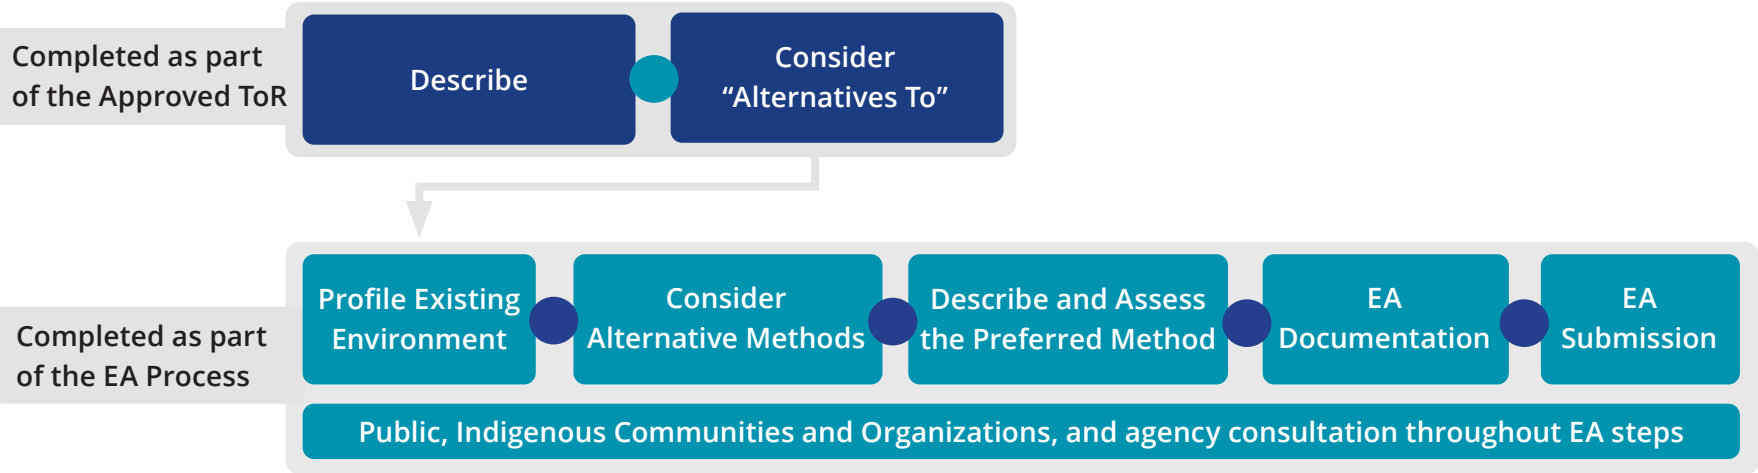 Completed as part
of the Approved ToR
Describe
Consider
“Alternatives To”
Completed as part
of the EA Process
Profile Existing
Environment
Consider
Alternative Methods
Describe and Assess
the Preferred Method
EA
Documentation
EA
Submission
Public, Indigenous Communities and Organizations, and agency consultation throughout EA steps